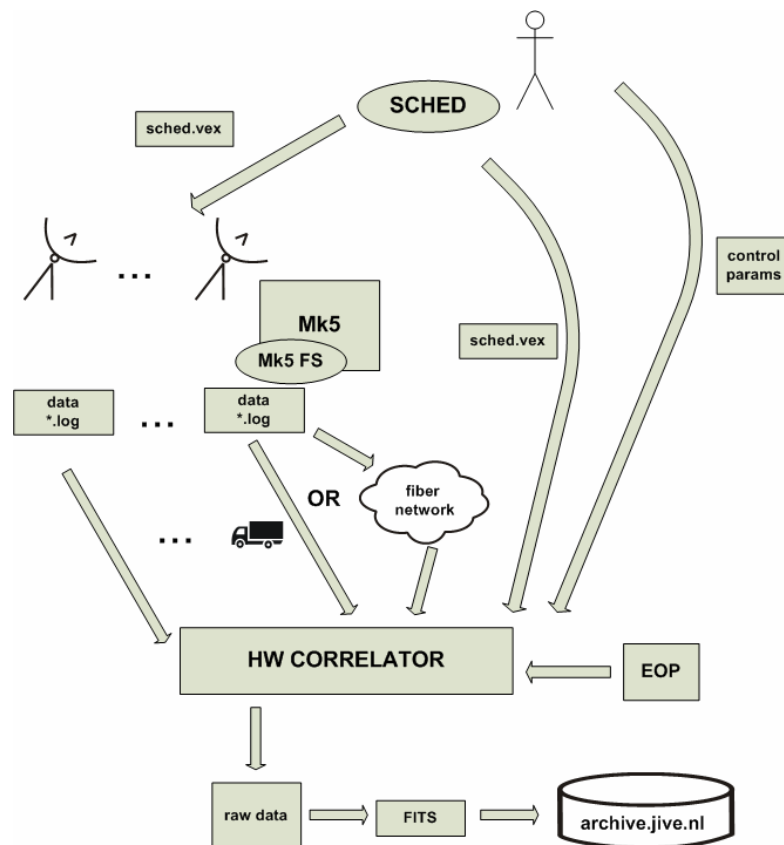 SCHED
sched.vex
control
params
...
Mk5
sched.vex
Mk5 FS
data
*.log
...
data
*.log
OR
fiber
network
...
HW CORRELATOR
EOP
raw data
FITS
archive.jive.nl